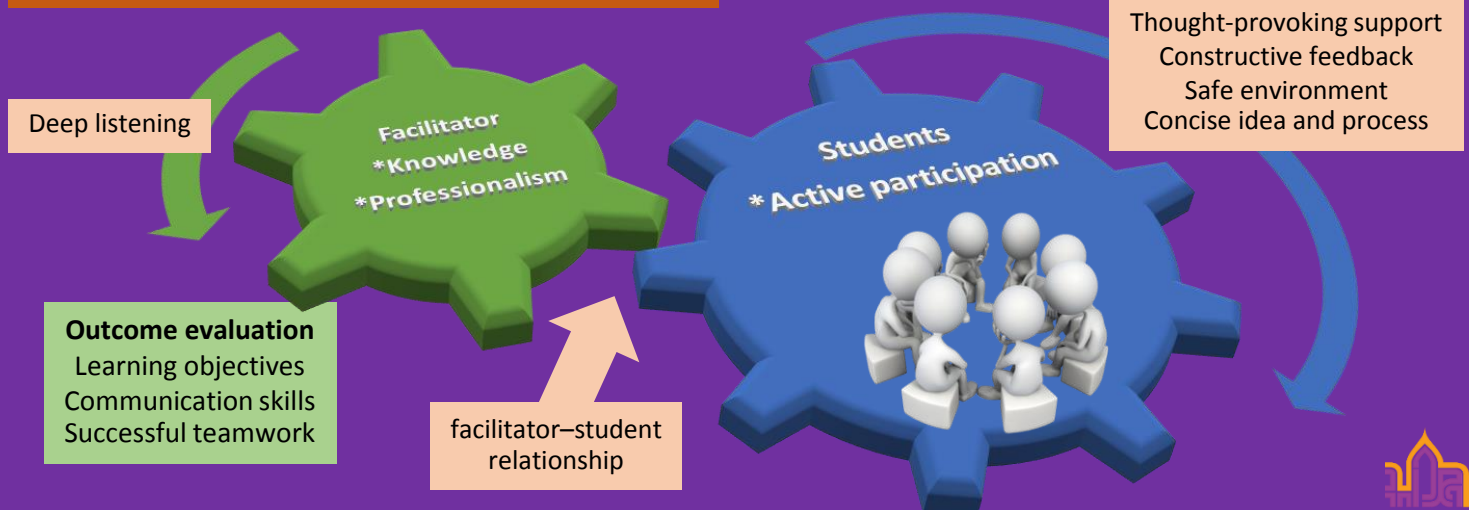 Thought-provoking support
Constructive feedback
Safe environment
Concise idea and process
Deep listening
Facilitator
*Knowledge
*Professionalism
Students
*Active participation
Outcome evaluation
Learning objectives
Communication skills
Successful teamwork
facilitator–student
relationship